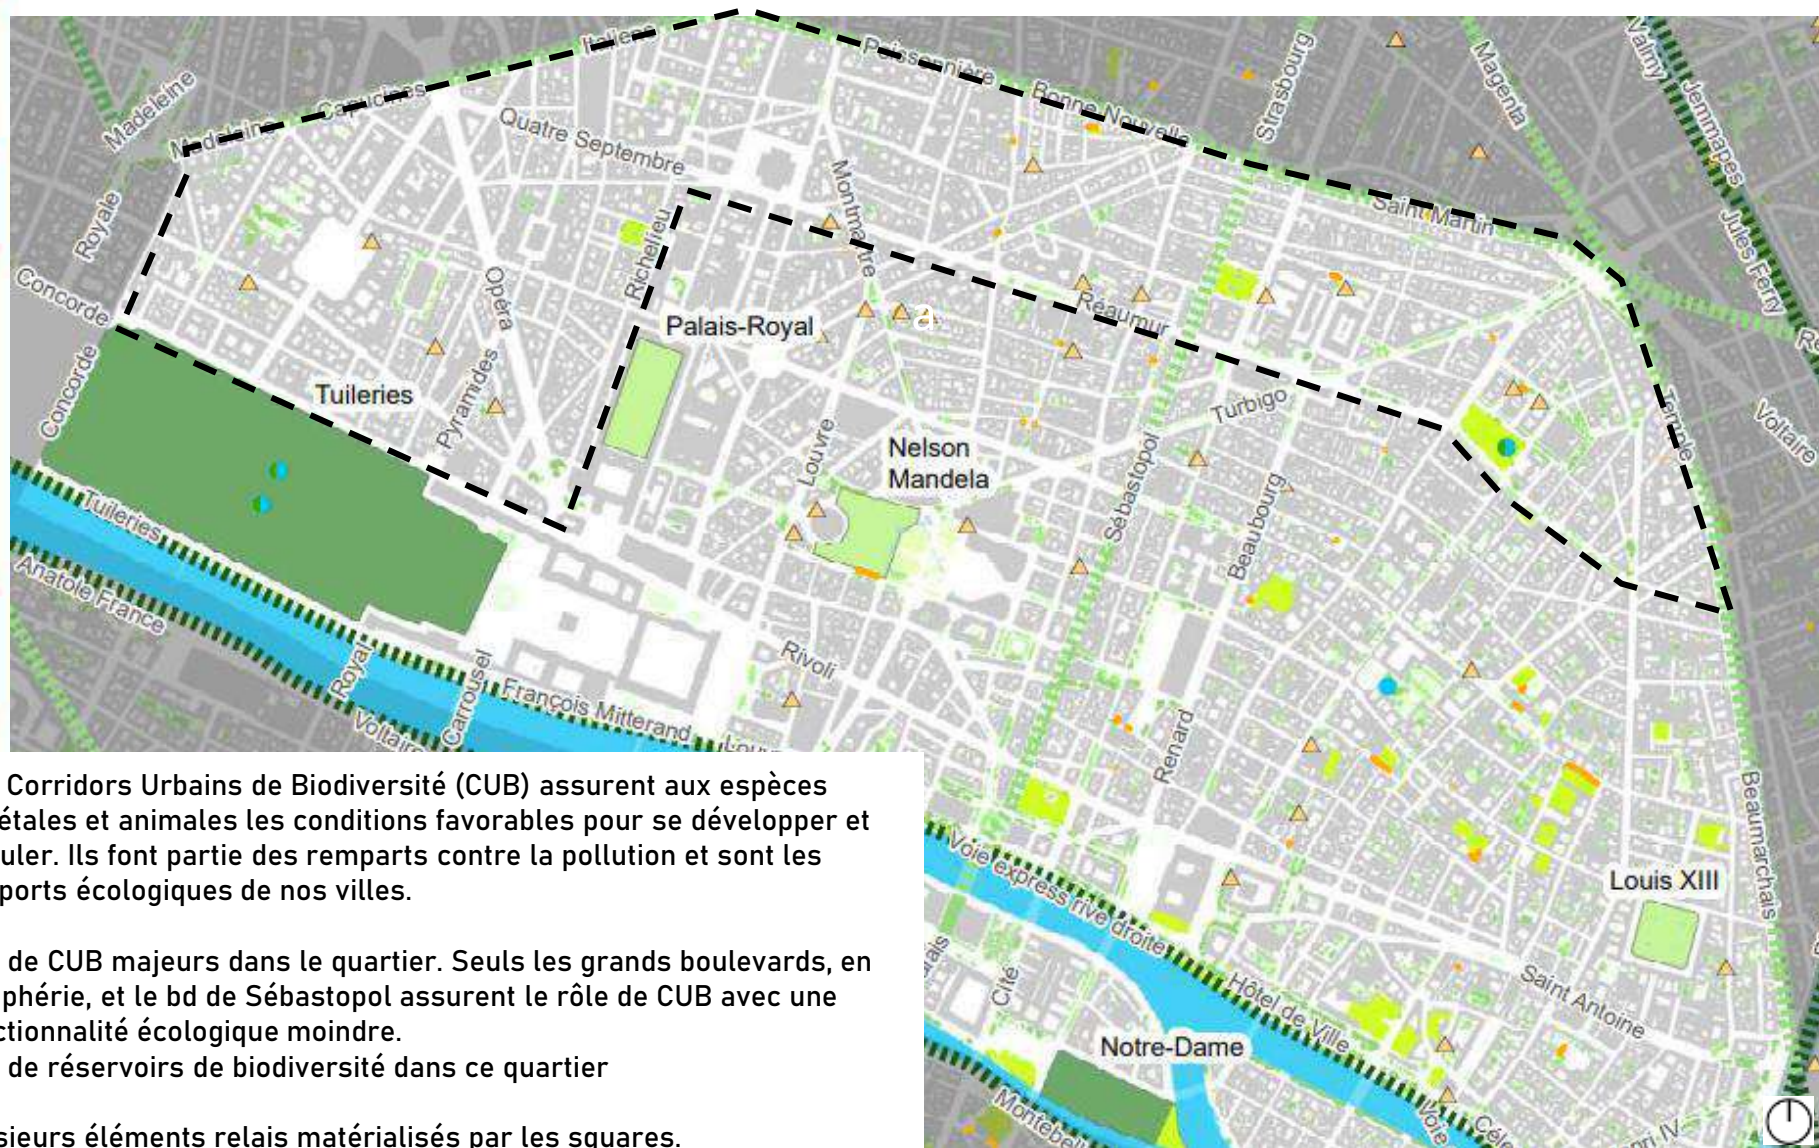 Italiens
Poissonnière
Strasbourg
Magenta
Valmy
Jemmapes
Madeleine
Madeleine
Capucines
Bonne Nouvelle
Quatre Septembre
Montmartre
Saint Martin
Jules Ferry
Royale
Richelieu
Concorde
Opéra
Réaumur
a
Palais-Royal
Concorde
Tuileries
Pyramides
Turbigo
Temple
Voltaire
Louvre
Nelson
Mandela
Sébastopol
Beaubourg
Tuileries
Anatole France
Royal
Carrousel
Rivoli
François Mitterand
Voltaire
Renard
Beaumarchais
Corridors Urbains de Biodiversité (CUB) assurent aux espèces
étales et animales les conditions favorables pour se développer et
uler. Ils font partie des remparts contre la pollution et sont les
ports écologiques de nos villes.
de CUB majeurs dans le quartier. Seuls les grands boulevards, en
phérie, et le bd de Sébastopol assurent le rôle de CUB avec une
ctionnalité écologique moindre.
de réservoirs de biodiversité dans ce quartier
sieurs éléments relais matérialisés par les squares.
Voie express rive droite
Louis XIII
Cité
Hôtel de Ville
Saint Antoine
Notre-Dame
Voie